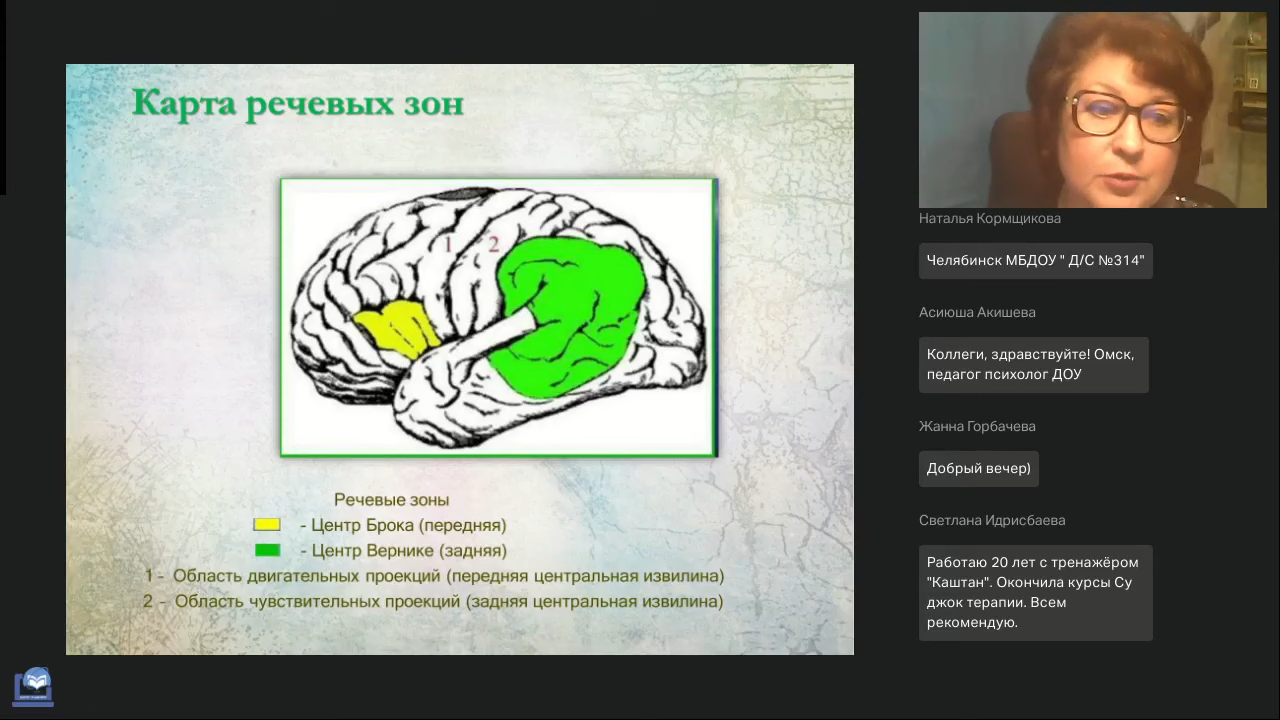 Карта речевых зон
1 2
Речевые зоны
- Центр Брока (передняя)
- Центр Вернике (задняя)
1 - Область двигательных проекций (передняя центральная извилина)
2 - Область чувствительных проекций (задняя центральная извилина)
Наталья Кормщикова
Челябинск МБДОУ " Д/С №314"
Асиюша Акишева
Коллеги, здравствуйте! Омск,
педагог психолог ДОУ
Жанна Горбачева
Добрый вечер)
Светлана Идрисбаева
Работаю 20 лет с тренажёром
"Каштан". Окончила курсы Су
джок терапии. Всем
рекомендую.